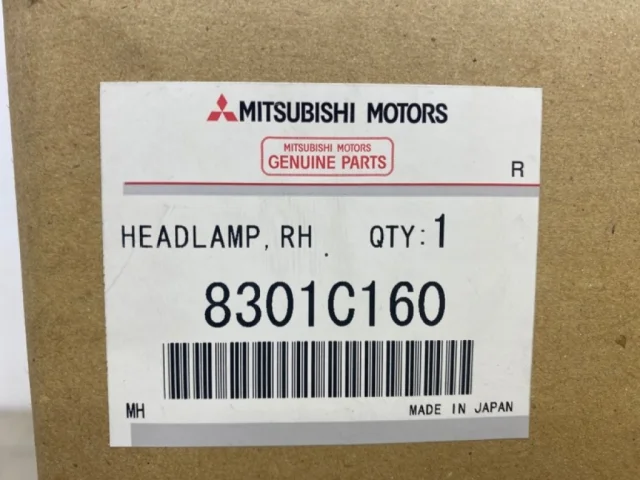 MITSUBISHI MOTORS
MITSUBISHI MOTORS
GENUINE PARTS
R
HEADLAMP, RH . QTY: 1
8301C160
MH MADE IN JAPAN